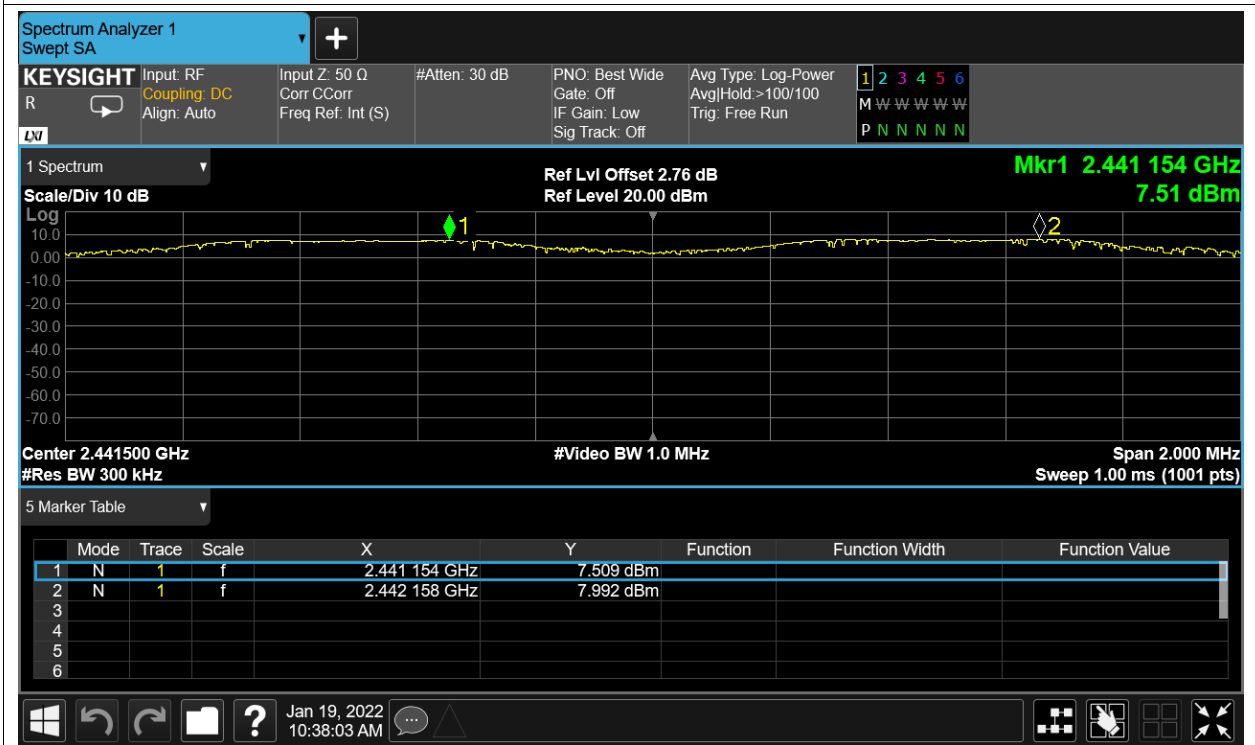 Spectrum Analyzer 1
Swept SA
KEYSIGHT
R
LXI
Input: RF
Coupling: DC
Align: Auto
Input Z: 50 Ω
Corr CCorr
Freq Ref: Int (S)
#Atten: 30 dB
PNO: Best Wide
Gate: Off
IF Gain: Low
Sig Track: Off
Avg Type: Log-Power
Avg|Hold:>100/100
Trig: Free Run
1 2 3 4 5 6
M W W W W W
P N N N N N
1 Spectrum
Scale/Div 10 dB
Ref Lvl Offset 2.76 dB
Ref Level 20.00 dBm
Mkr1 2.441 154 GHz
7.51 dBm
Log
10.0
0.00
-10.0
-20.0
-30.0
-40.0
-50.0
-60.0
-70.0
1
2
Center 2.441500 GHz
#Res BW 300 kHz
#Video BW 1.0 MHz
Span 2.000 MHz
Sweep 1.00 ms (1001 pts)
5 Marker Table
Mode Trace Scale X Y Function Function Width Function Value
1 N 1 f 2.441 154 GHz 7.509 dBm
2 N 1 f 2.442 158 GHz 7.992 dBm
3
4
5
6
?
Jan 19, 2022
10:38:03 AM